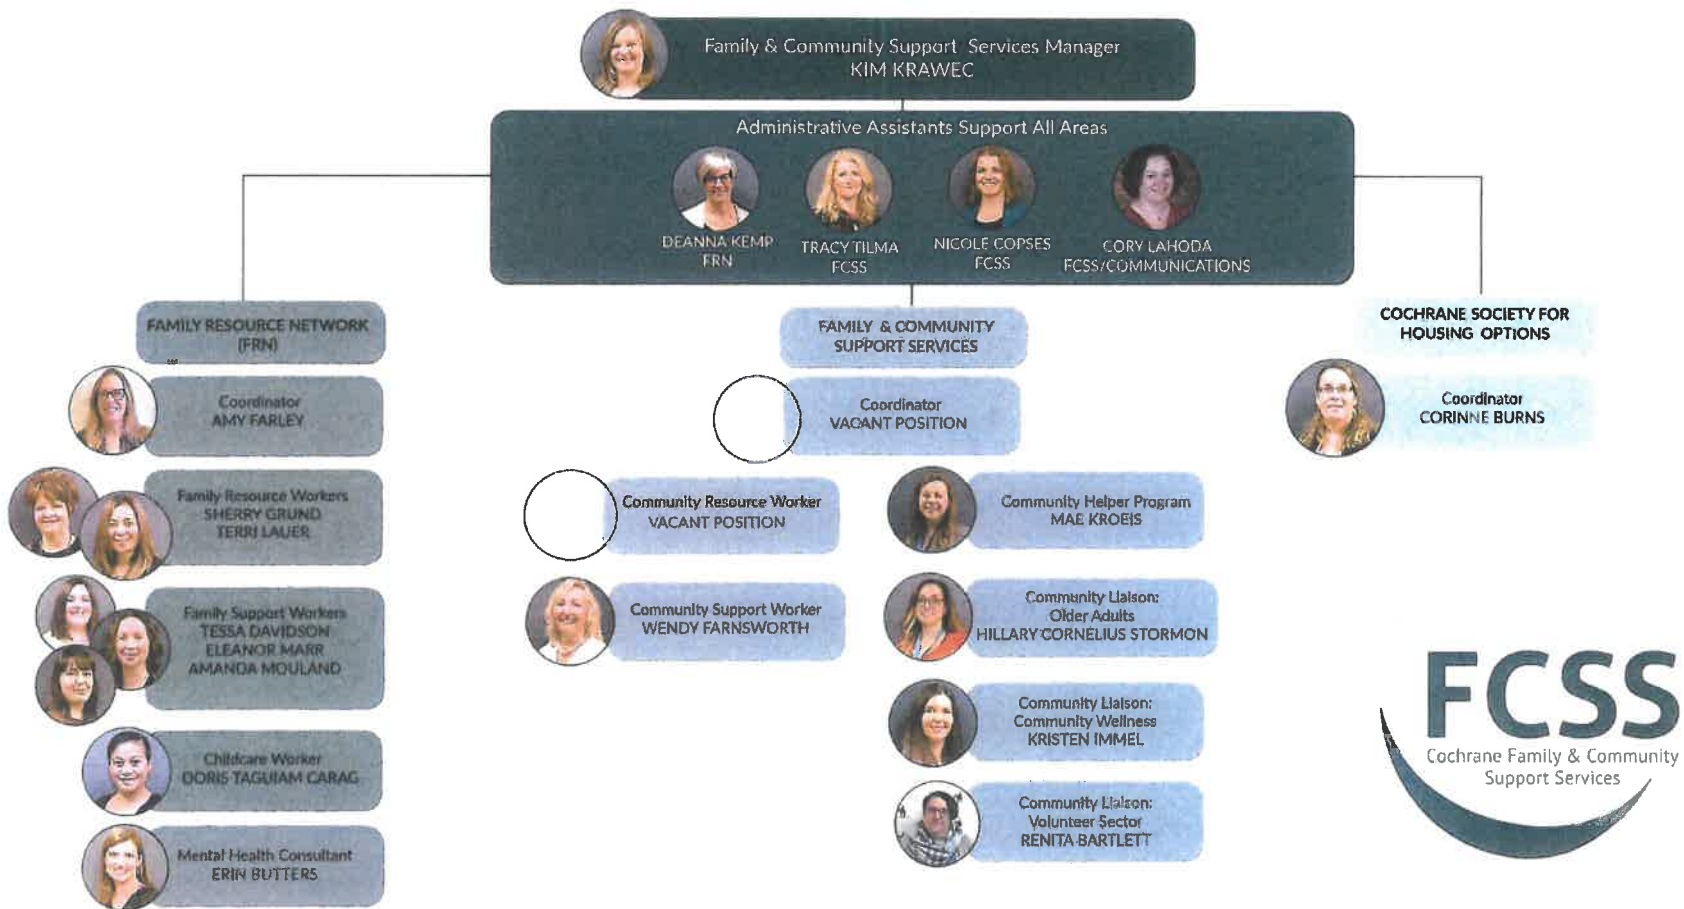 Family & Community Support Services Manager
KIM KRAWEC
Administrative Assistants Support All Areas
DEANNA KEMP
FRN
TRACY TILMA
FCSS
NICOLE COPSES
FCSS
CORY LAHODA
FCSS/COMMUNICATIONS
FAMILY RESOURCE NETWORK
(FRN)
Coordinator
AMY FARLEY
Family Resource Workers
SHERRY GRUND
TERRI LAUER
Family Support Workers
TESSA DAVIDSON
ELEANOR MARR
AMANDA MOULAND
Childcare Worker
DORIS TAGUIAM CARAG
Mental Health Consultant
ERIN BUTTERS
FAMILY & COMMUNITY
SUPPORT SERVICES
Coordinator
VACANT POSITION
Community Resource Worker
VACANT POSITION
Community Support Worker
WENDY FARNSWORTH
Community Helper Program
MAE KROEIS
Community Liaison:
Older Adults
HILLARY CORNELIUS STORMON
Community Liaison:
Community Wellness
KRISTEN IMMEL
Community Liaison:
Volunteer Sector
RENITA BARTLETT
COCHRANE SOCIETY FOR
HOUSING OPTIONS
Coordinator
CORINNE BURNS
FCSS
Cochrane Family & Community
Support Services